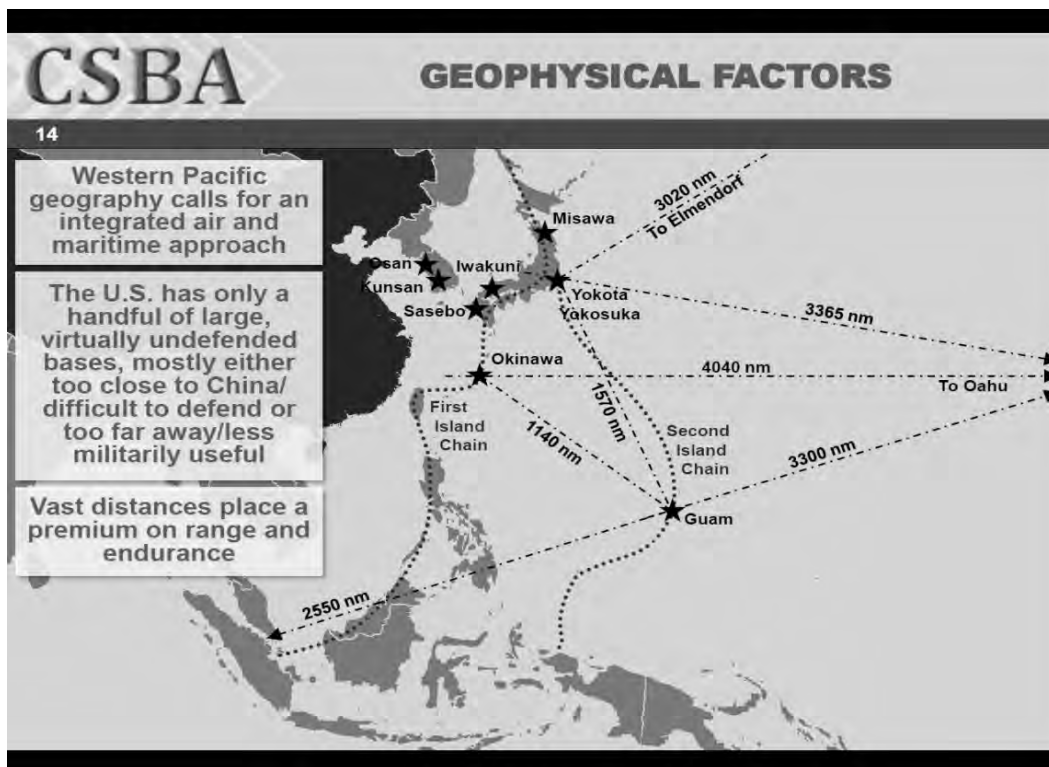 CSBA
GEOPHYSICAL FACTORS
14
Western Pacific
geography calls for an
integrated air and
maritime approach
The U.S. has only a
handful of large,
virtually undefended
bases, mostly either
too close to China/
difficult to defend or
too far away/less
militarily useful
Vast distances place a
premium on range and
endurance
3020 nm
To Elmendorf
Misawa
Osan
Iwakuni
Kunsan
Yokota
Yokosuka
Sasebo
3365 nm
Okinawa
4040 nm
To Oahu
First
Island
Chain
1140 nm
1570 nm
Second
Island
Chain
3300 nm
Guam
2550 nm